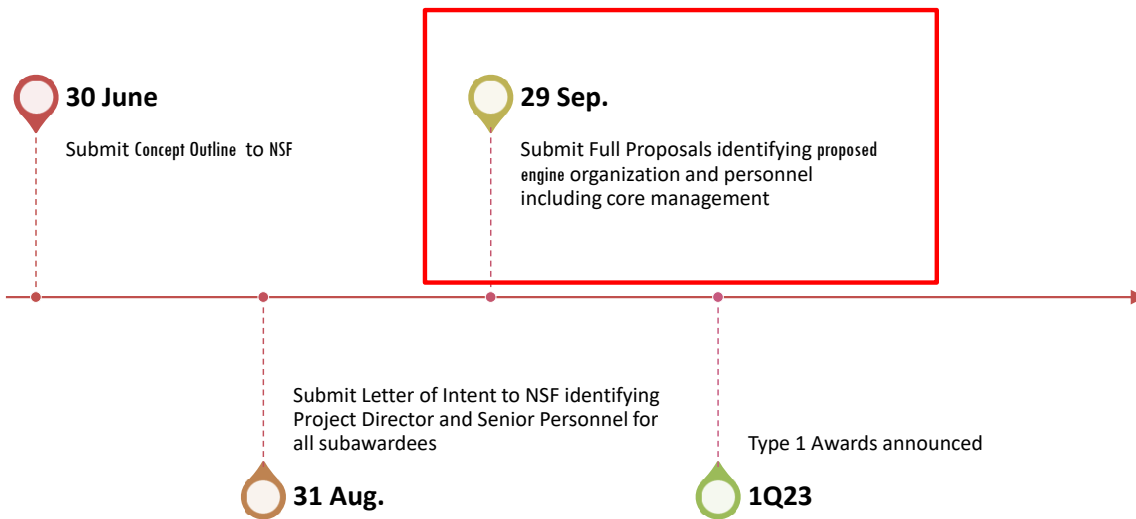 30 June
Submit Concept Outline to NSF
29 Sep.
Submit Full Proposals identifying proposed
engine organization and personnel
including core management
Submit Letter of Intent to NSF identifying
Project Director and Senior Personnel for
all subawardees
31 Aug.
Type 1 Awards announced
1Q23